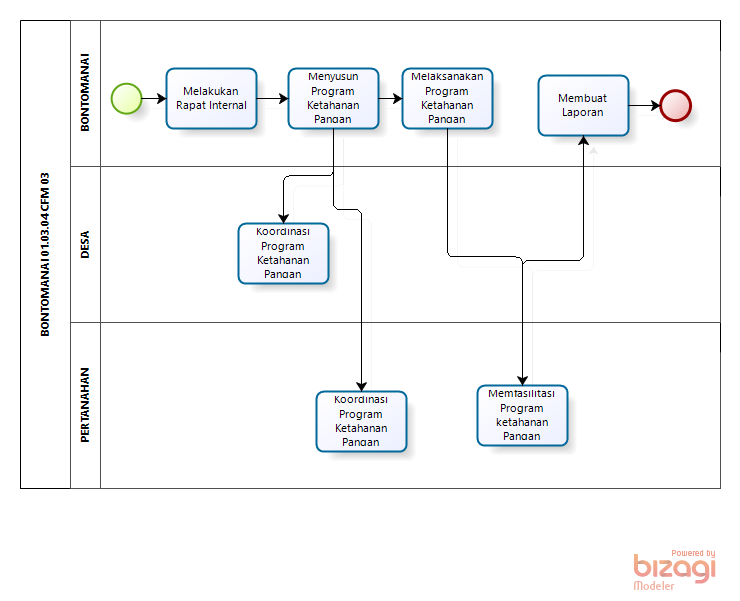 BONTOMANAI 01.03.04 CFM 03
BONTOMANAI
Melakukan
Rapat Internal
Menyusun
Program
Ketahanan
Pangan
Melaksanakan
Program
Ketahanan
Pangan
Membuat
Laporan
DESA
Koordinasi
Program
Ketahanan
Pangan
PERTANAHAN
Koordinasi
Program
Ketahanan
Pangan
Memfasilitasi
Program
ketahanan
Pangan
Powered by
bizagi
Modeler